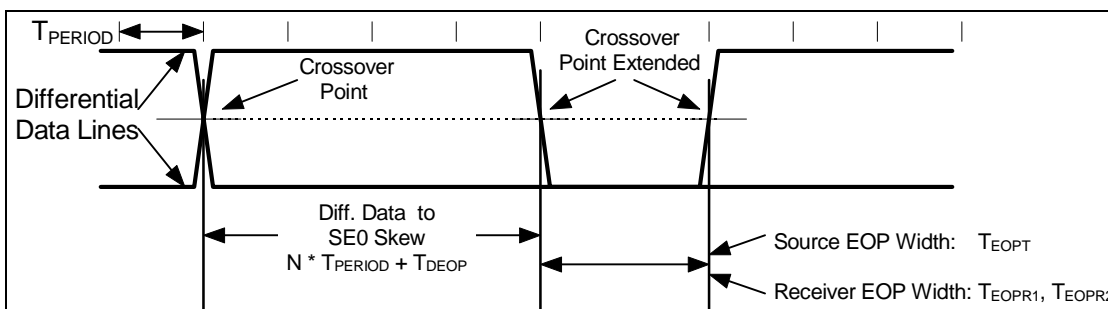 TPERIOD
Differential
Data Lines
Crossover
Point
Crossover
Point Extended
Diff. Data to
SE0 Skew
N * TPERIOD + TDEOP
Source EOP Width: TEOPT
Receiver EOP Width: TEOPR1, TEOPR2